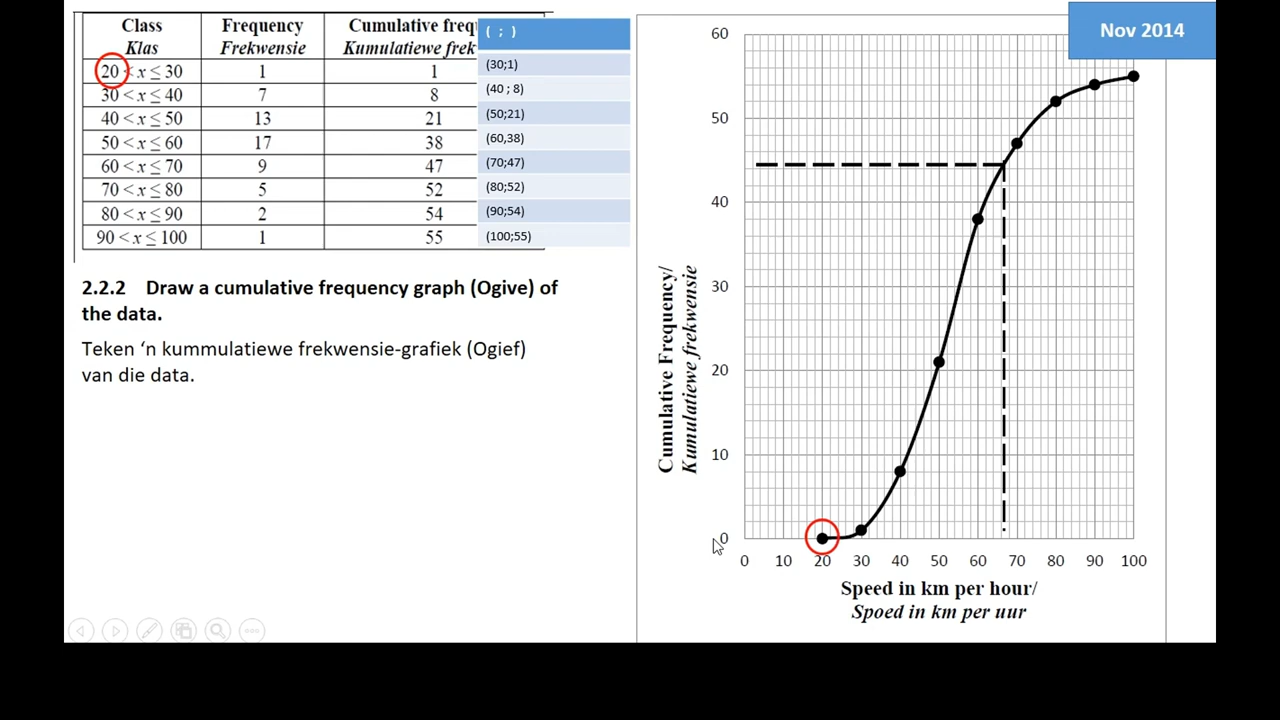 Nov 2014
Class Frequency Cumulative freq ( ; )
Klas Frekwensie Kumulatiewe frek
20 < x ≤ 30 1 1 (30;1)
30 < x ≤ 40 7 8 (40 ; 8)
40 < x ≤ 50 13 21 (50;21)
50 < x ≤ 60 17 38 (60,38)
60 < x ≤ 70 9 47 (70;47)
70 < x ≤ 80 5 52 (80;52)
80 < x ≤ 90 2 54 (90;54)
90 < x ≤ 100 1 55 (100;55)
2.2.2 Draw a cumulative frequency graph (Ogive) of
the data.
Teken ‘n kummulatiewe frekwensie-grafiek (Ogief)
van die data.
Cumulative Frequency/
Kumulatiewe frekwensie
60
50
40
30
20
10
0
0 10 20 30 40 50 60 70 80 90 100
Speed in km per hour/
Spoed in km per uur